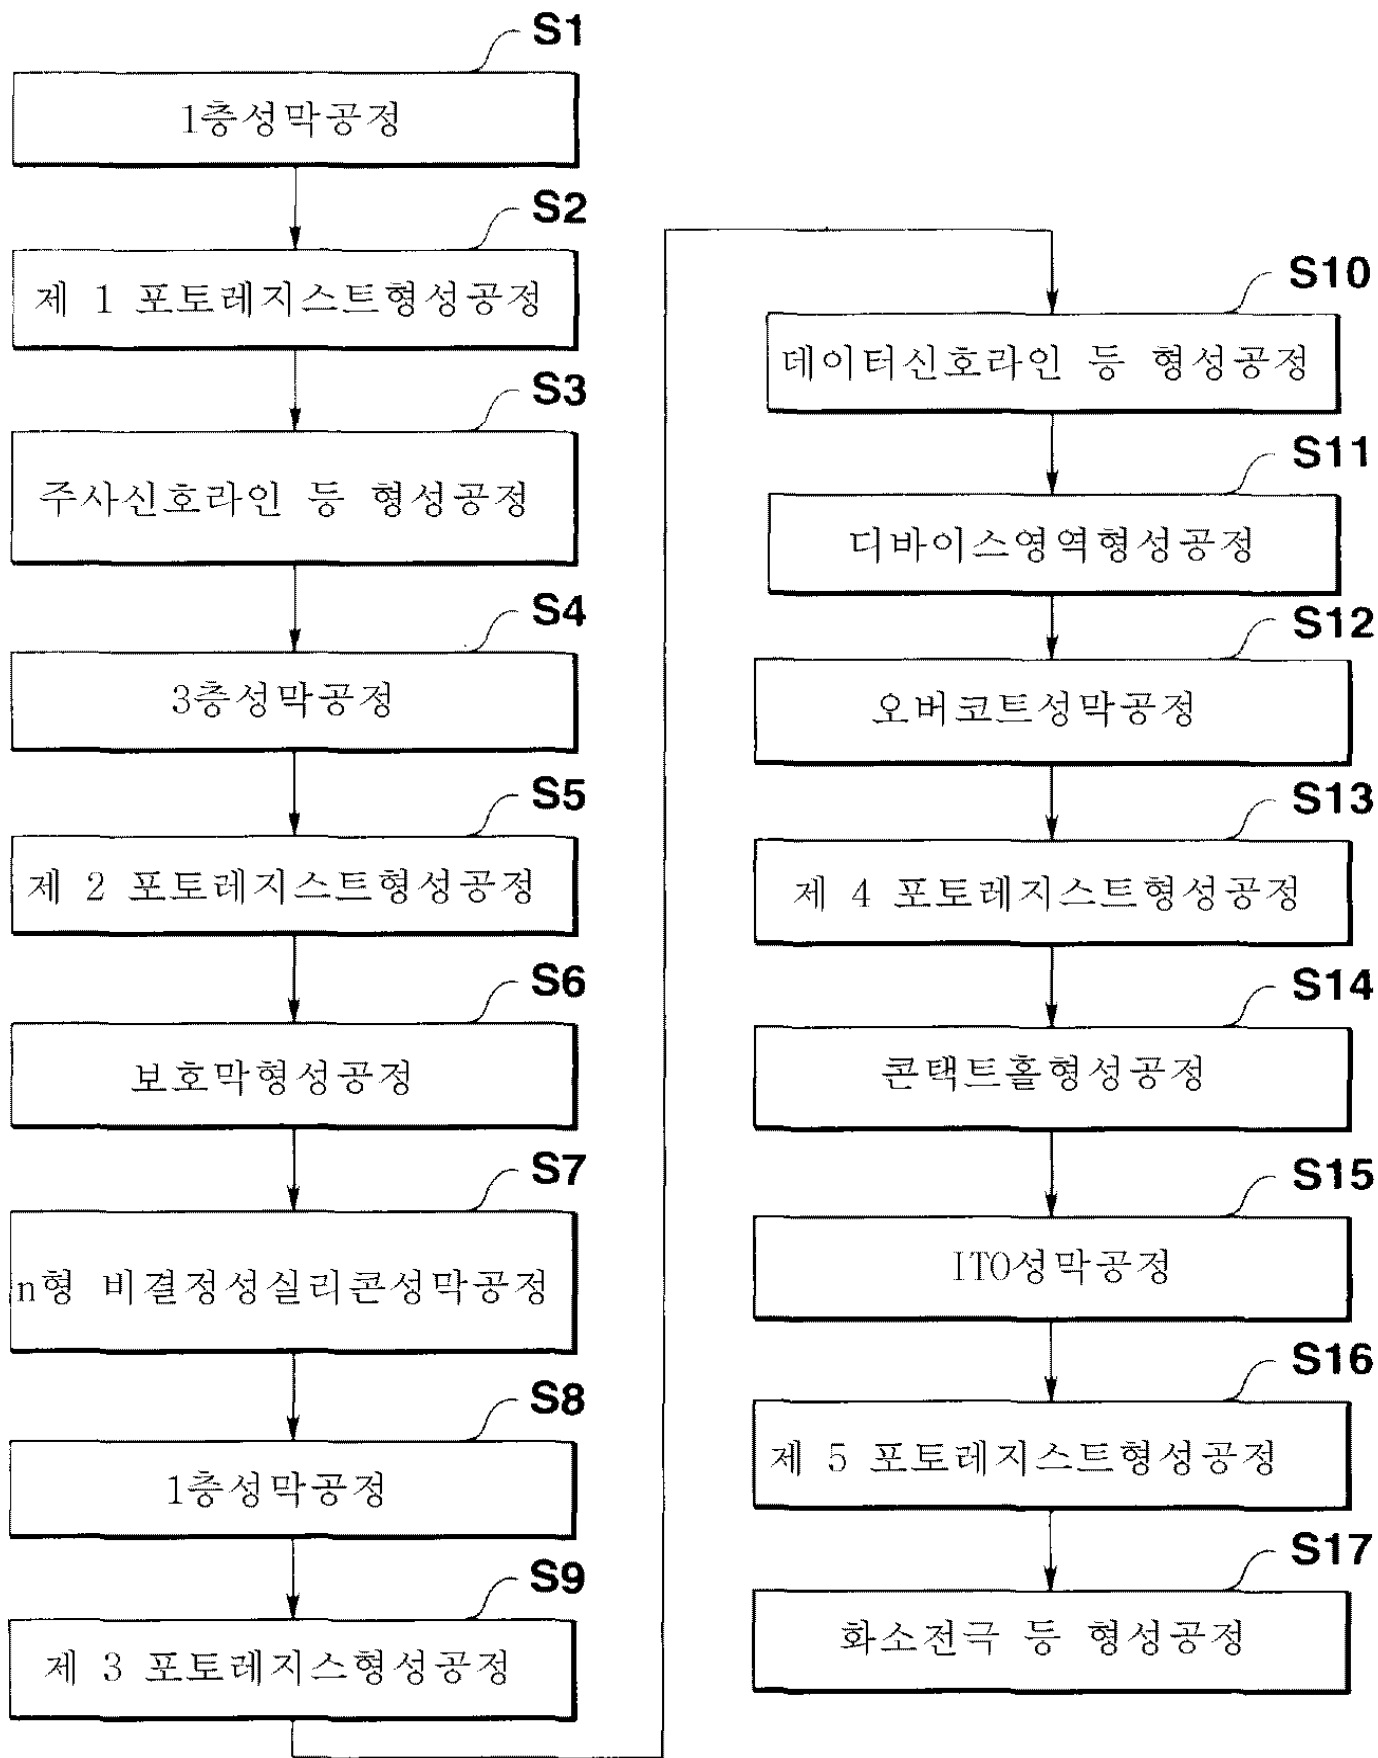 S1
1층성막공정
S2
제 1 포토레지스트형성공정
S3
주사신호라인 등 형성공정
S4
3층성막공정
S5
제 2 포토레지스트형성공정
S6
보호막형성공정
S7
n형 비결정성실리콘성막공정
S8
1층성막공정
S9
제 3 포토레지스형성공정
S10
데이터신호라인 등 형성공정
S11
디바이스영역형성공정
S12
오버코트성막공정
S13
제 4 포토레지스트형성공정
S14
콘택트홀형성공정
S15
ITO성막공정
S16
제 5 포토레지스트형성공정
S17
화소전극 등 형성공정